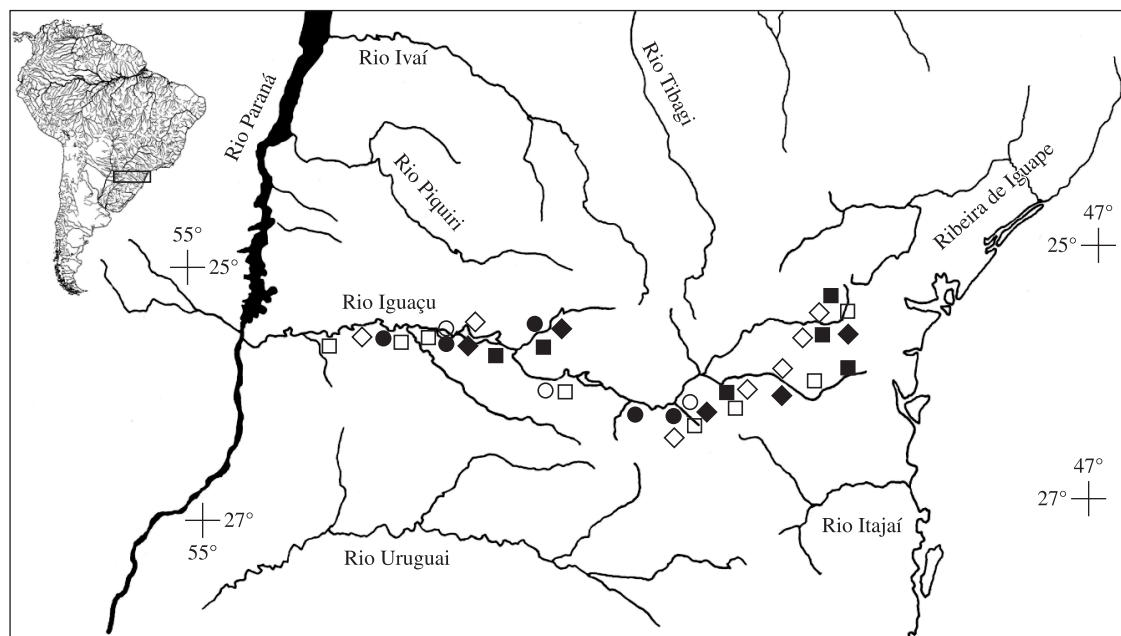 Rio Ivaí
Rio Paraná
Rio Tibagi
Rio Piquiri
Ribeira de Iguape
55°
25°
47°
25°
Rio Iguaçu
47°
27°
27°
55°
Rio Itajaí
Rio Uruguai